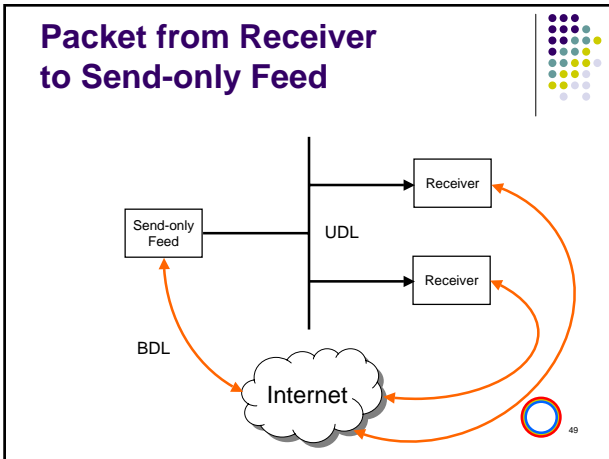 Packet from Receiver
to Send-only Feed
Receiver
Send-only
Feed
UDL
Receiver
BDL
Internet
49